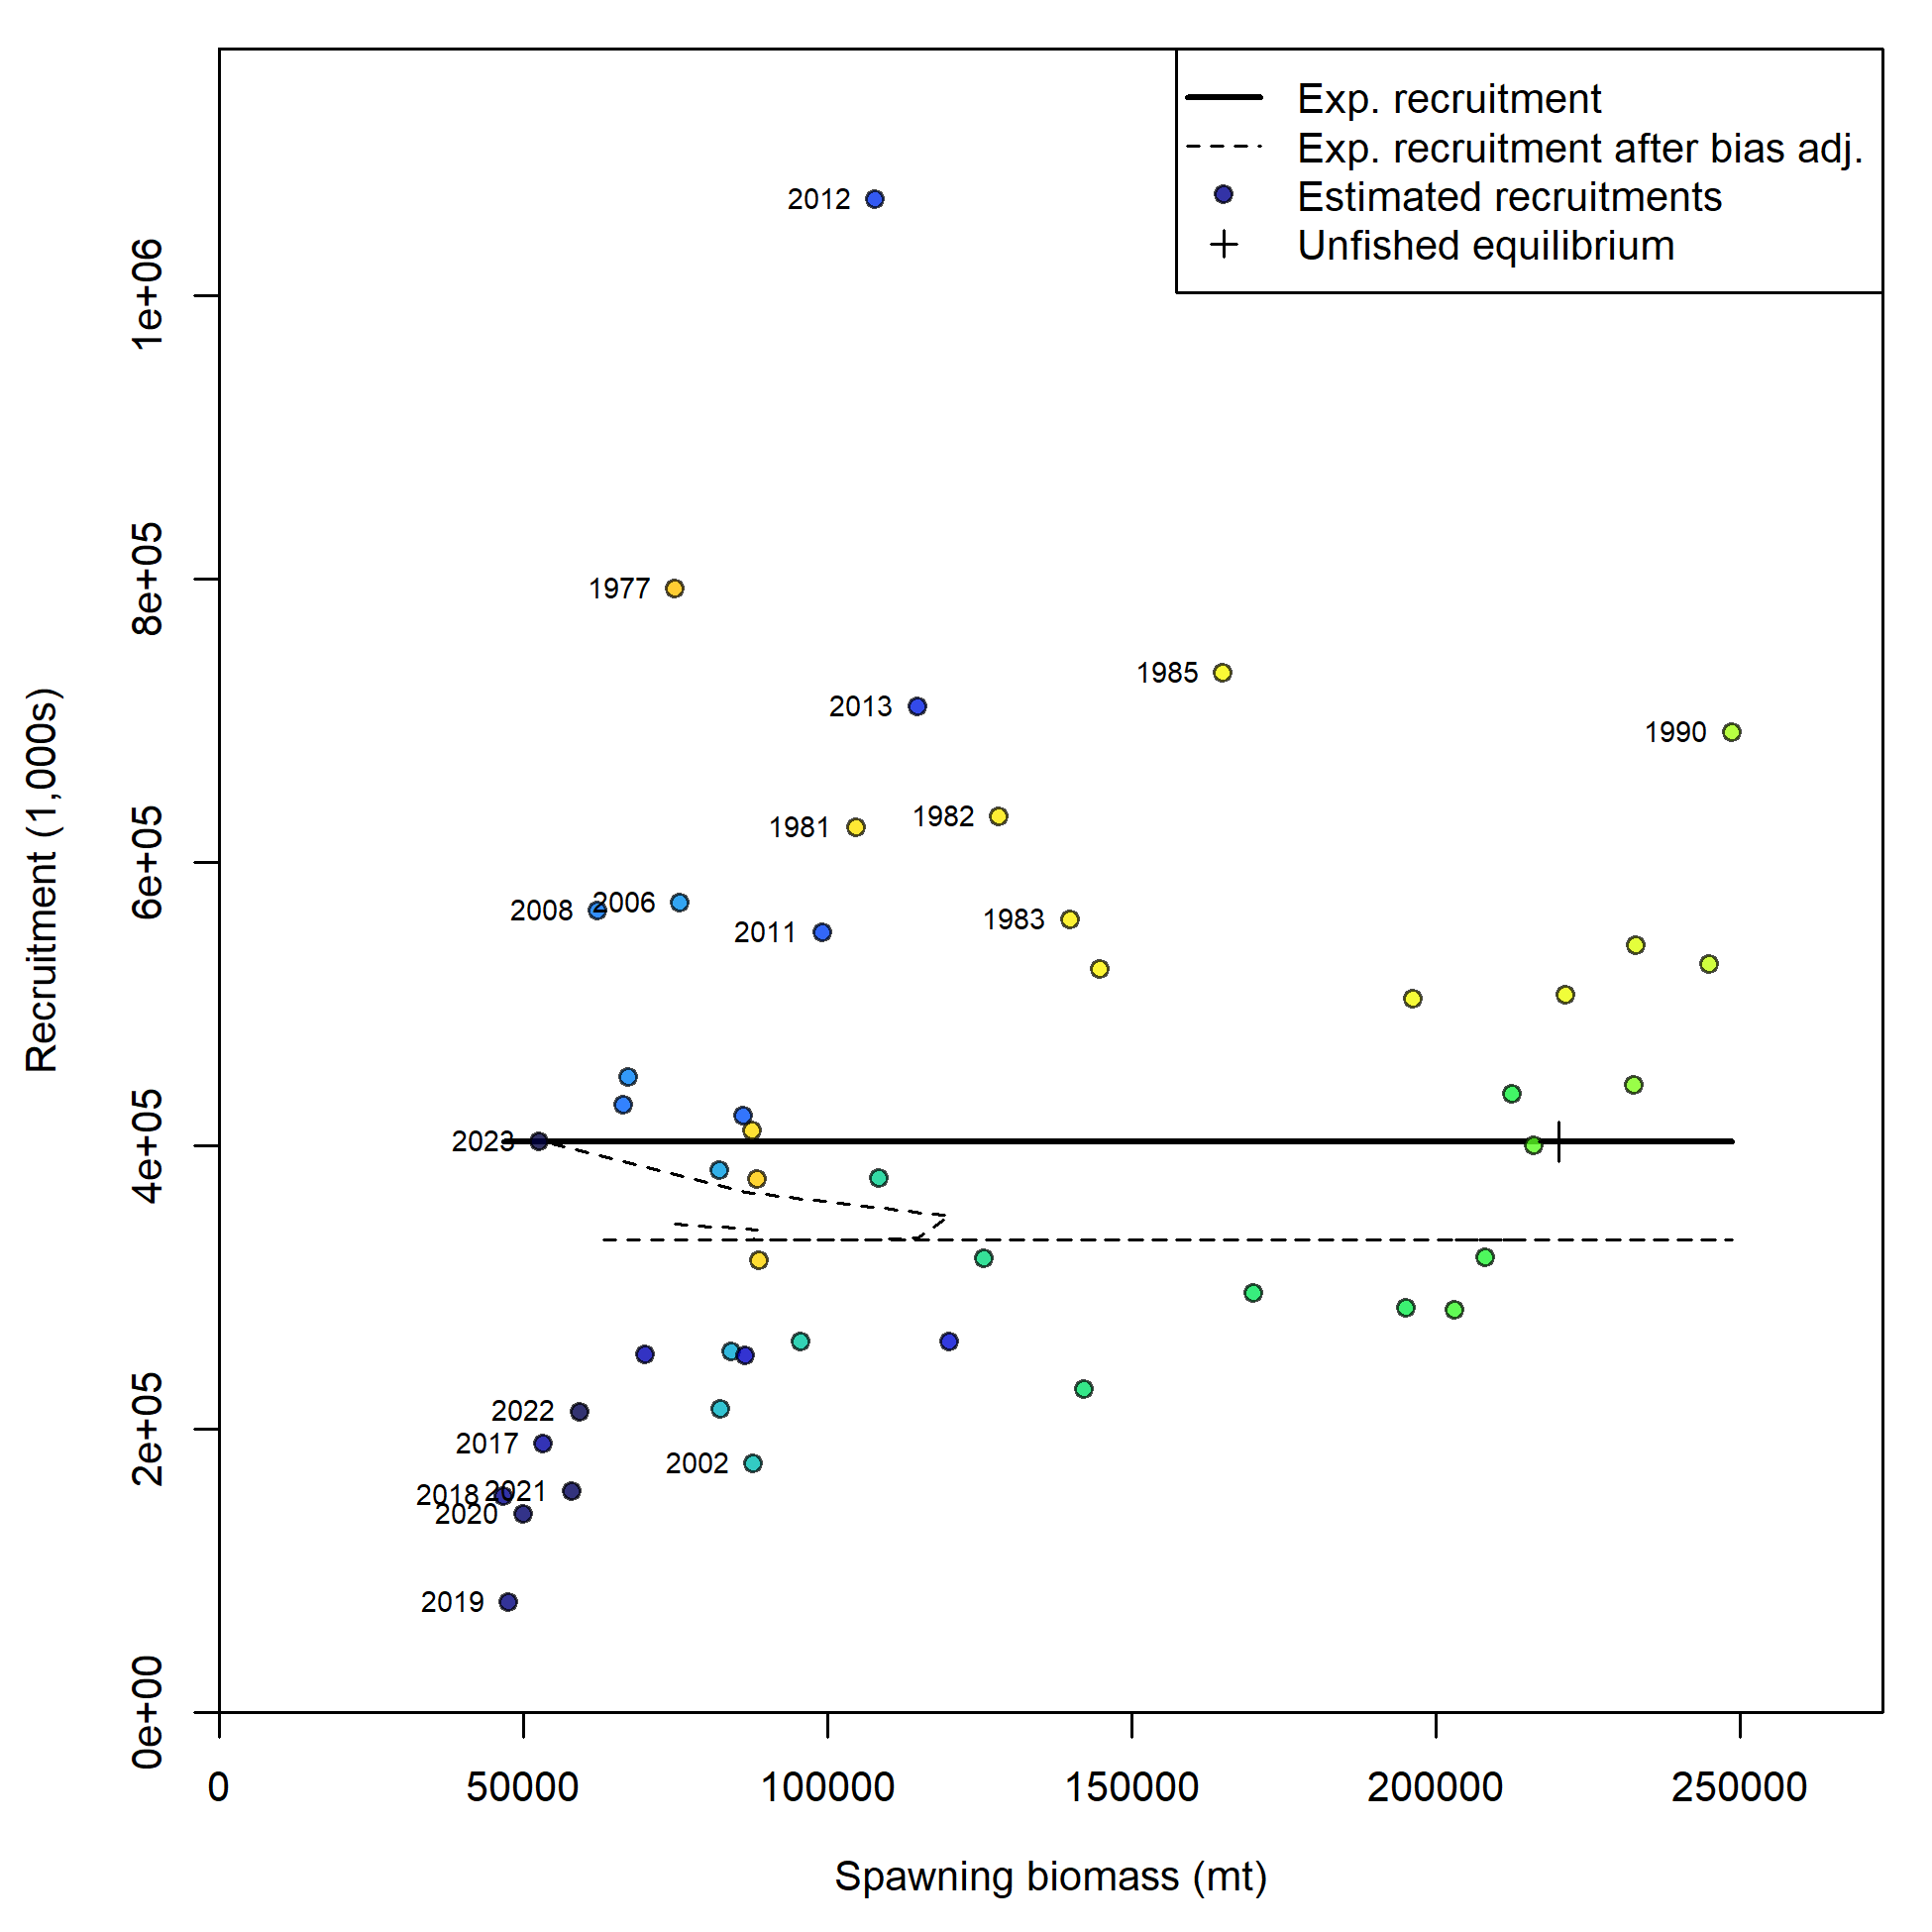 Exp. recruitment
Exp. recruitment after bias adj.
Estimated recruitments
Unfished equilibrium
2012
1977
1985
2013
1990
1981
1982
2008
2006
2011
1983
2023
2022
2017
2002
2018
2021
2020
2019
Recruitment (1,000s)
1e+06
8e+05
6e+05
4e+05
2e+05
0e+00
0
50000
100000
150000
200000
250000
Spawning biomass (mt)